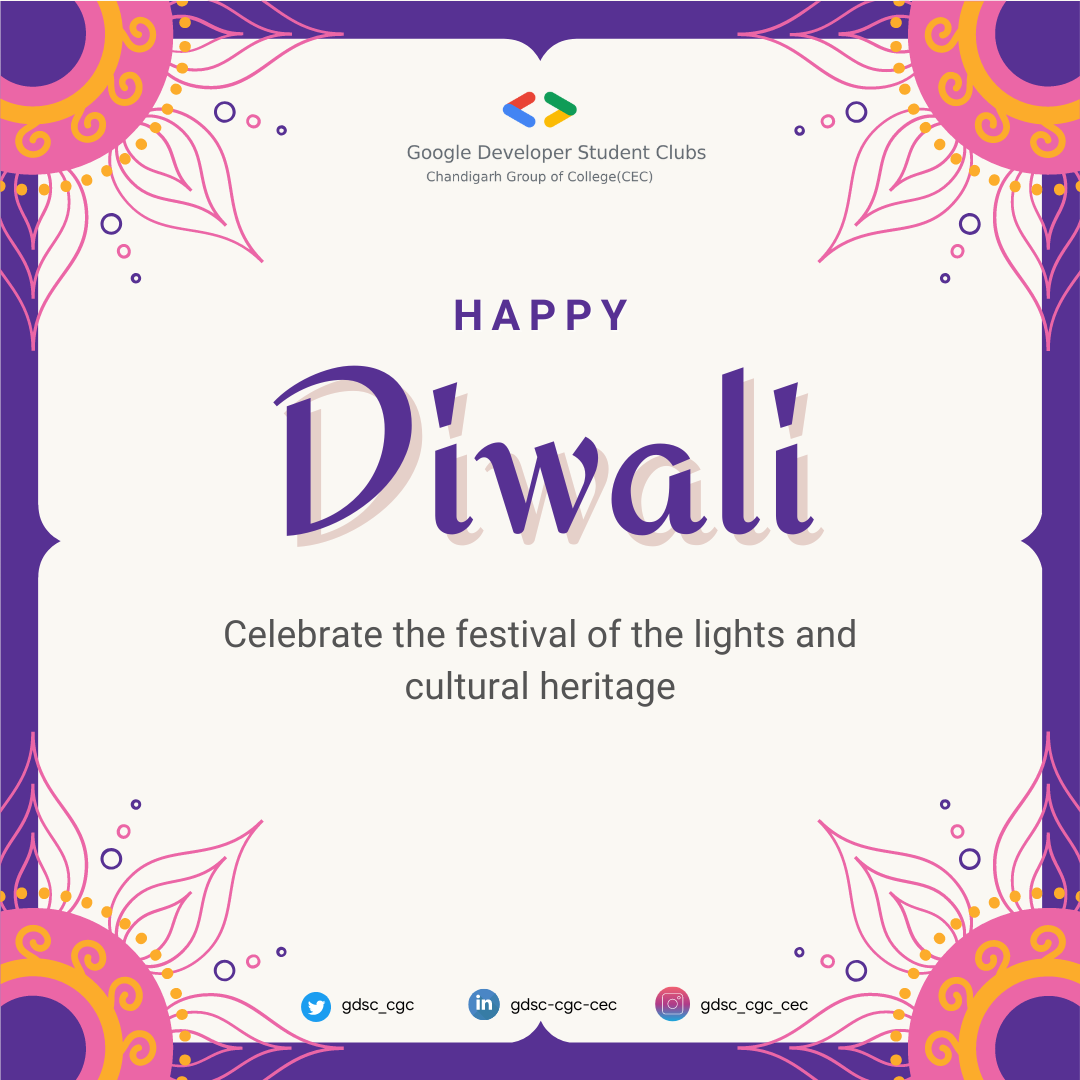 Google Developer Student Clubs
Chandigarh Group of College(CEC)
HAPPY
Diwali
Celebrate the festival of the lights and
cultural heritage
gdsc_cgc gdsc-cgc-cec gdsc_cgc_cec